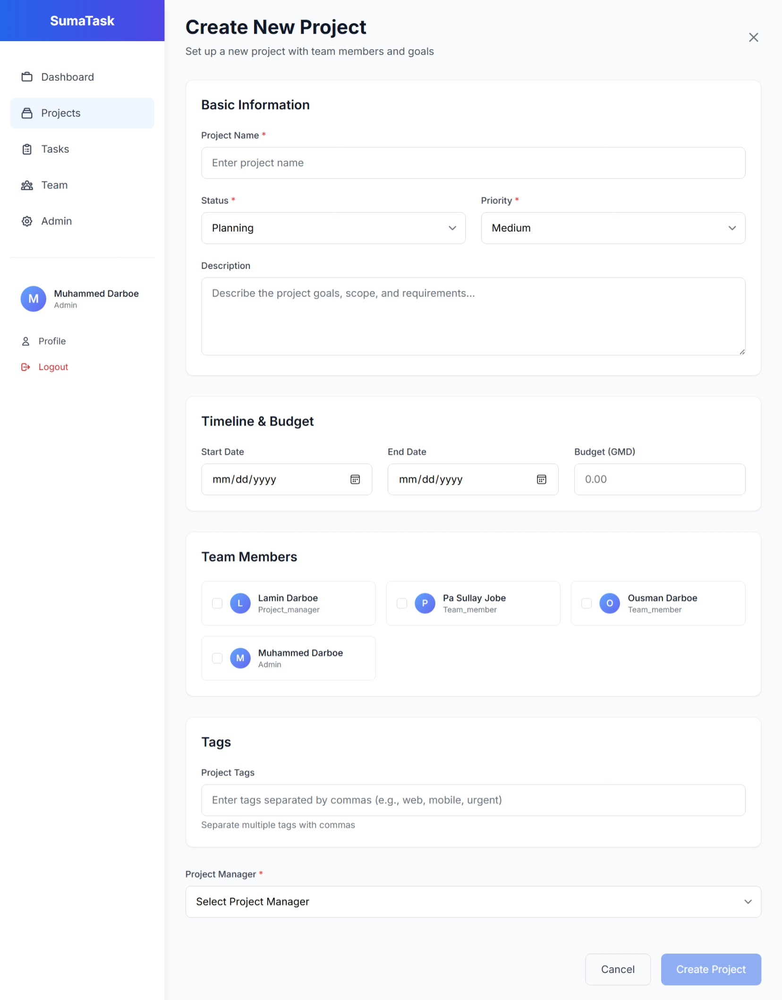 SumaTask
Dashboard
Projects
Tasks
Team
Admin
M
Muhammed Darboe
Admin
Profile
Logout
Create New Project
Set up a new project with team members and goals
Basic Information
Project Name *
Enter project name
Status *
Priority *
Planning
Medium
Description
Describe the project goals, scope, and requirements...
Timeline & Budget
Start Date
End Date
Budget (GMD)
mm/dd/yyyy
mm/dd/yyyy
0.00
Team Members
L
Lamin Darboe
Project_manager
P
Pa Sullay Jobe
Team_member
O
Ousman Darboe
Team_member
M
Muhammed Darboe
Admin
Tags
Project Tags
Enter tags separated by commas (e.g., web, mobile, urgent)
Separate multiple tags with commas
Project Manager *
Select Project Manager
Cancel
Create Project